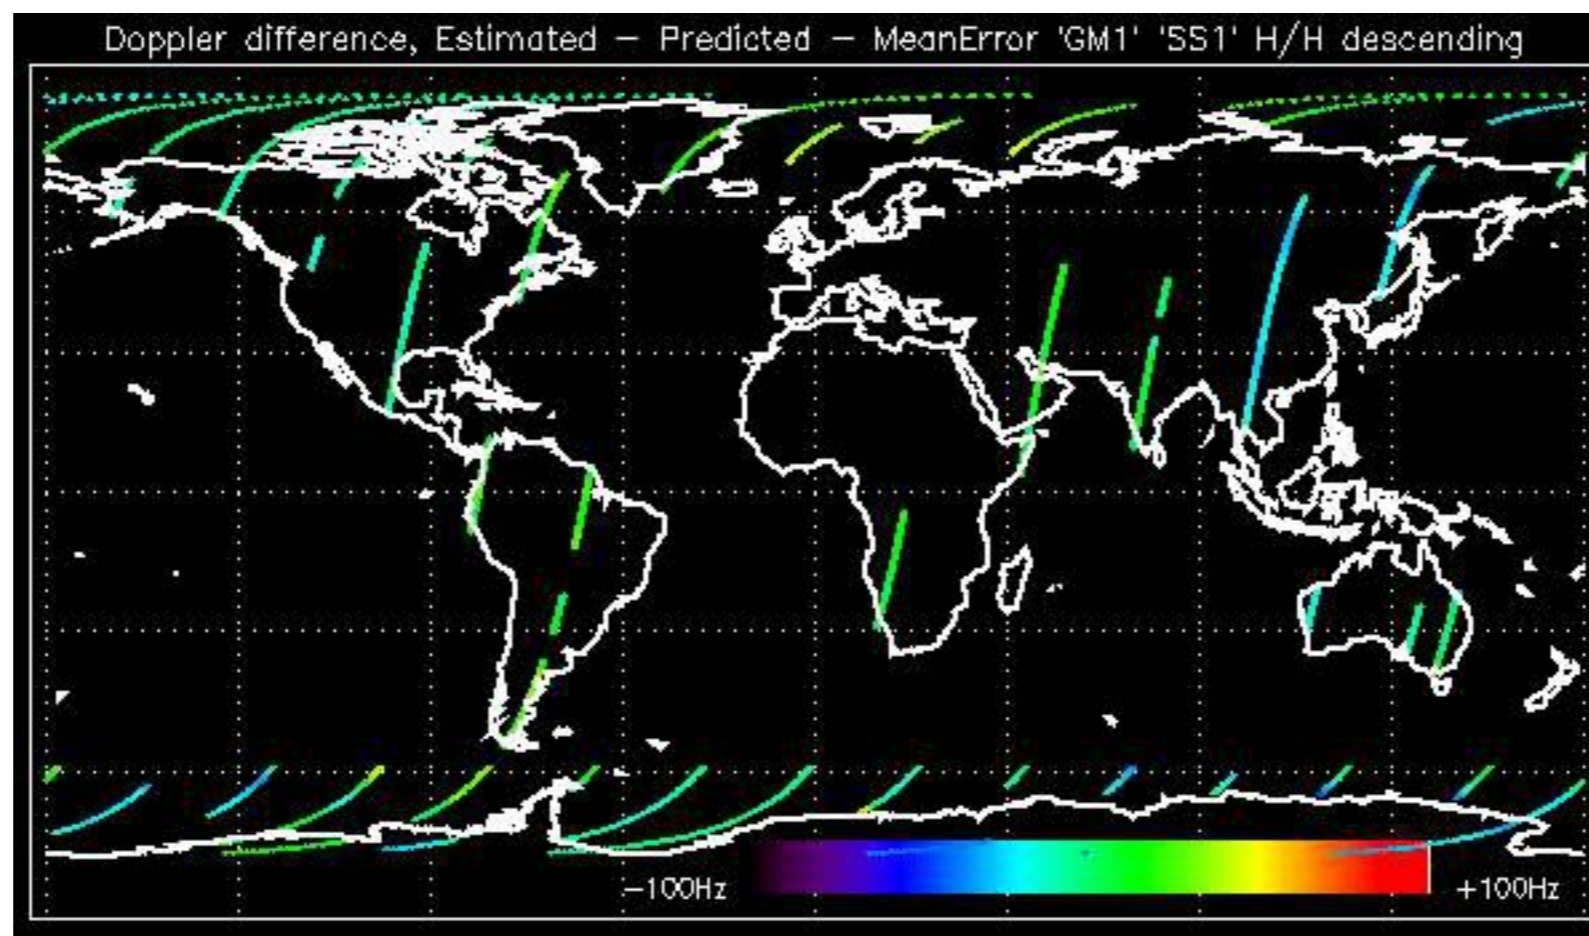 Doppler difference, Estimated — Predicted — MeanError 'GM1' 'SS1' H/H descending
−100Hz +100Hz